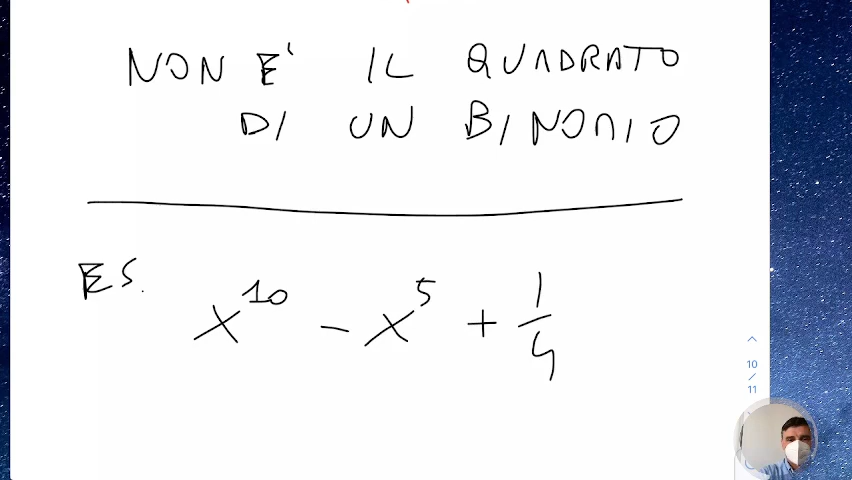 NON E' IL QUADRATO
DI UN BINOMIO
ES. x^10 - x^5 + 1/4
10
/
11